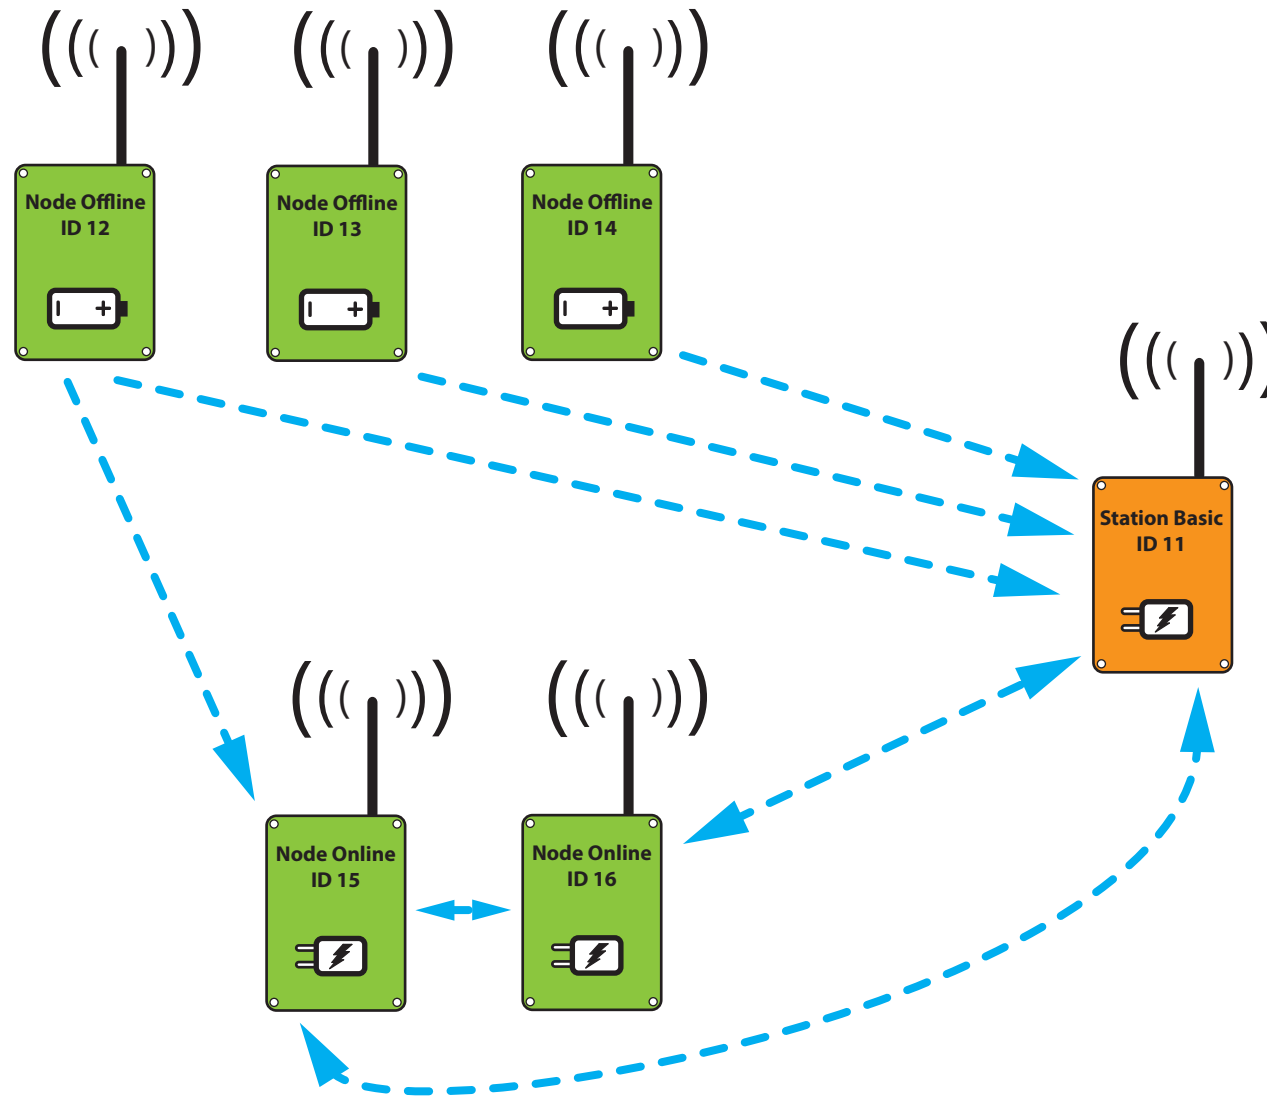 Node Offline
ID 12
Node Offline
ID 13
Node Offline
ID 14
Station Basic
ID 11
Node Online
ID 15
Node Online
ID 16